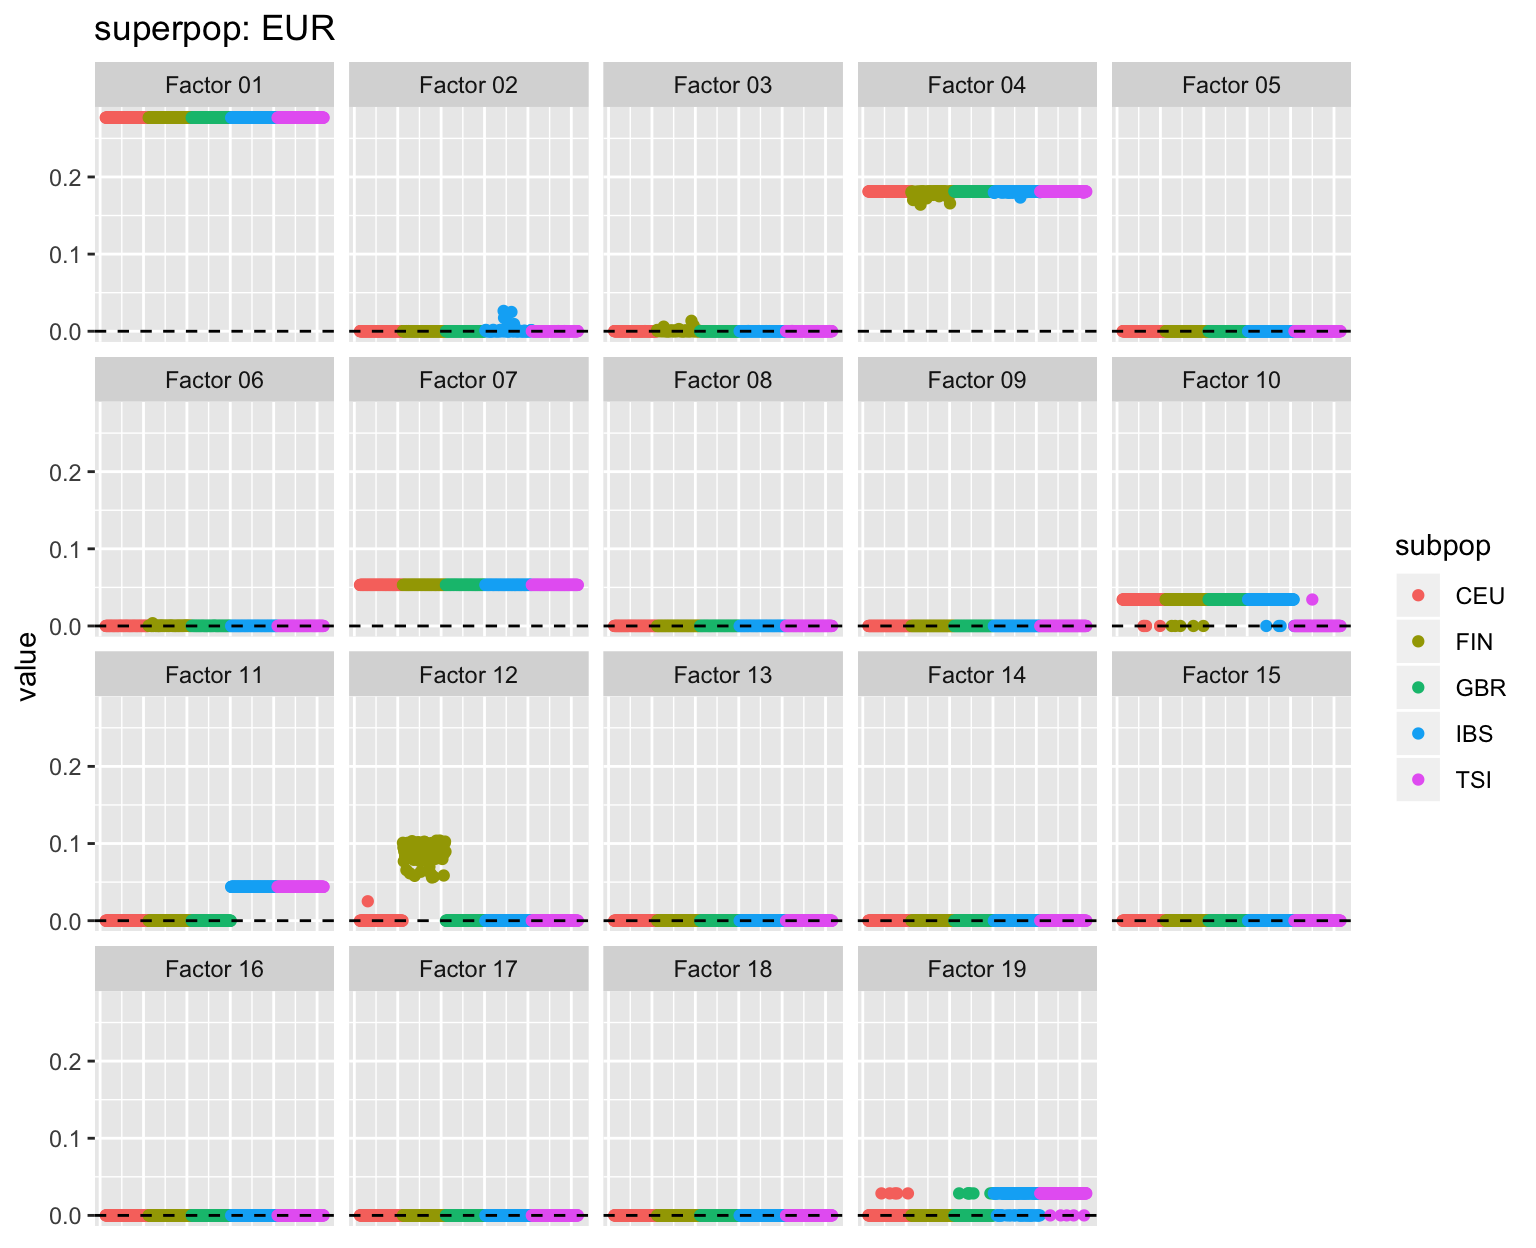 superpop: EUR
Factor 01 Factor 02 Factor 03 Factor 04 Factor 05
0.2
0.1
0.0
Factor 06 Factor 07 Factor 08 Factor 09 Factor 10
0.2
0.1
0.0
Factor 11 Factor 12 Factor 13 Factor 14 Factor 15
0.2
0.1
0.0
Factor 16 Factor 17 Factor 18 Factor 19
0.2
0.1
0.0
value
subpop
CEU
FIN
GBR
IBS
TSI